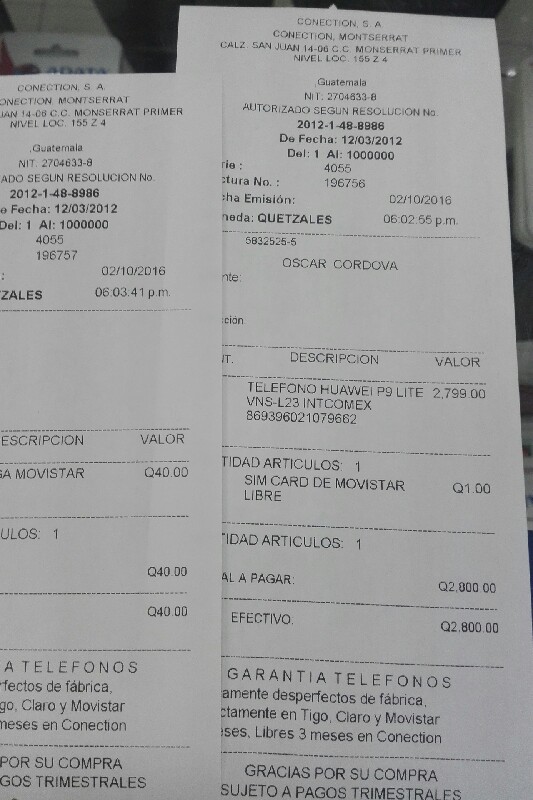 CONECTION, S. A.
ONECTION, MONTSERRAT
JAN 14-06 C.C. MONSERRAT PRIMER
NIVEL LOC. 155 Z 4
,Guatemala
NIT: 2704633-8
ADO SEGUN RESOLUCION No.
2012-1-48-8986
e Fecha: 12/03/2012
Del: 1 Al: 1000000
4055
196757
: 02/10/2016
ZALES 06:03:41 p.m.
ESCRIPCION VALOR
GA MOVISTAR Q40.00
ULOS: 1
Q40.00
Q40.00
A TELEFONOS
fectos de fábrica,
go, Claro y Movistar
meses en Conection
POR SU COMPRA
GOS TRIMESTRALES
CONECTION, S. A
CONECTION, MONTSERRAT
CALZ. SAN JUAN 14-06 C.C. MONSERRAT PRIMER
NIVEL LOC. 155 Z 4
,Guatemala
NIT: 2704633-8
AUTORIZADO SEGUN RESOLUCION No.
2012-1-48-8986
De Fecha: 12/03/2012
Del: 1 Al: 1000000
rie : 4055
ctura No. : 196756
cha Emisión: 02/10/2016
neda: QUETZALES 06:02:55 p.m.
5832525-5
OSCAR CORDOVA
nte:
ción
NT. DESCRIPCION VALOR
TELEFONO HUAWEI P9 LITE 2,799.00
VNS-L23 INTCOMEX
869396021079662
TIDAD ARTICULOS: 1
SIM CARD DE MOVISTAR Q1.00
LIBRE
TIDAD ARTICULOS: 1
AL A PAGAR: Q2,800.00
EFECTIVO: Q2,800.00
GARANTIA TELEFONOS
amente desperfectos de fábrica,
ctamente en Tigo, Claro y Movistar
eses, Libres 3 meses en Conection
GRACIAS POR SU COMPRA
SUJETO A PAGOS TRIMESTRALES